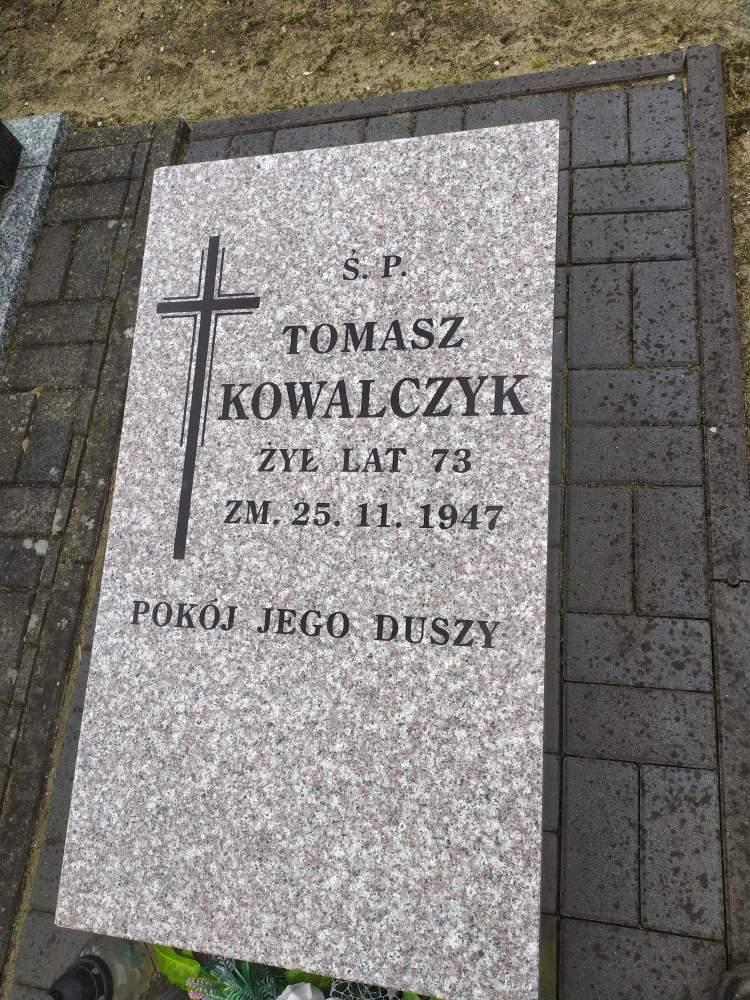 Ś. P.
TOMASZ
KOWALCZYK
ŻYŁ LAT 73
ZM. 25. 11. 1947
POKÓJ JEGO DUSZY